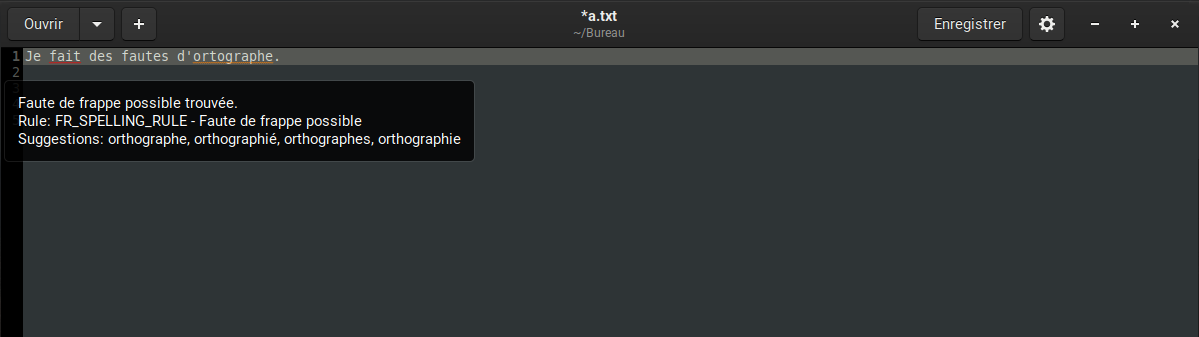 Ouvrir
*a.txt
~/Bureau
Enregistrer
1 Je fait des fautes d'ortographe.
2
Faute de frappe possible trouvée.
Rule: FR_SPELLING_RULE - Faute de frappe possible
Suggestions: orthographe, orthographié, orthographes, orthographie